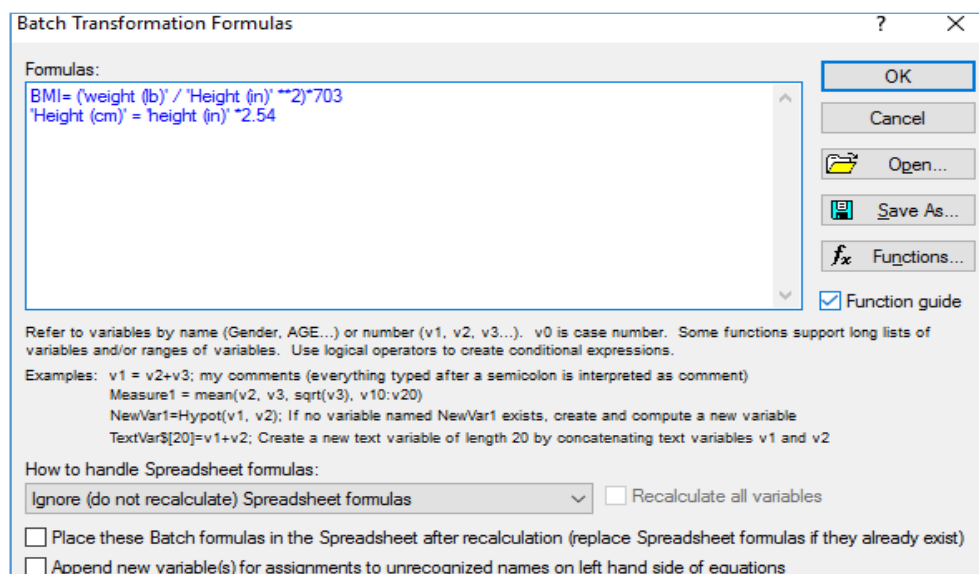 Batch Transformation Formulas ? ×
Formulas:
BMI= ('weight (lb)' / 'Height (in)' **2)*703
'Height (cm)' = 'height (in)' *2.54
OK
Cancel
Open...
Save As...
fx Functions...
Function guide
Refer to variables by name (Gender, AGE...) or number (v1, v2, v3...). v0 is case number. Some functions support long lists of
variables and/or ranges of variables. Use logical operators to create conditional expressions.
Examples: v1 = v2+v3; my comments (everything typed after a semicolon is interpreted as comment)
Measure1 = mean(v2, v3, sqrt(v3), v10:v20)
NewVar1=Hypot(v1, v2); If no variable named NewVar1 exists, create and compute a new variable
TextVar$[20]=v1+v2; Create a new text variable of length 20 by concatenating text variables v1 and v2
How to handle Spreadsheet formulas:
Ignore (do not recalculate) Spreadsheet formulas
Recalculate all variables
Place these Batch formulas in the Spreadsheet after recalculation (replace Spreadsheet formulas if they already exist)
Append new variable(s) for assignments to unrecognized names on left hand side of equations